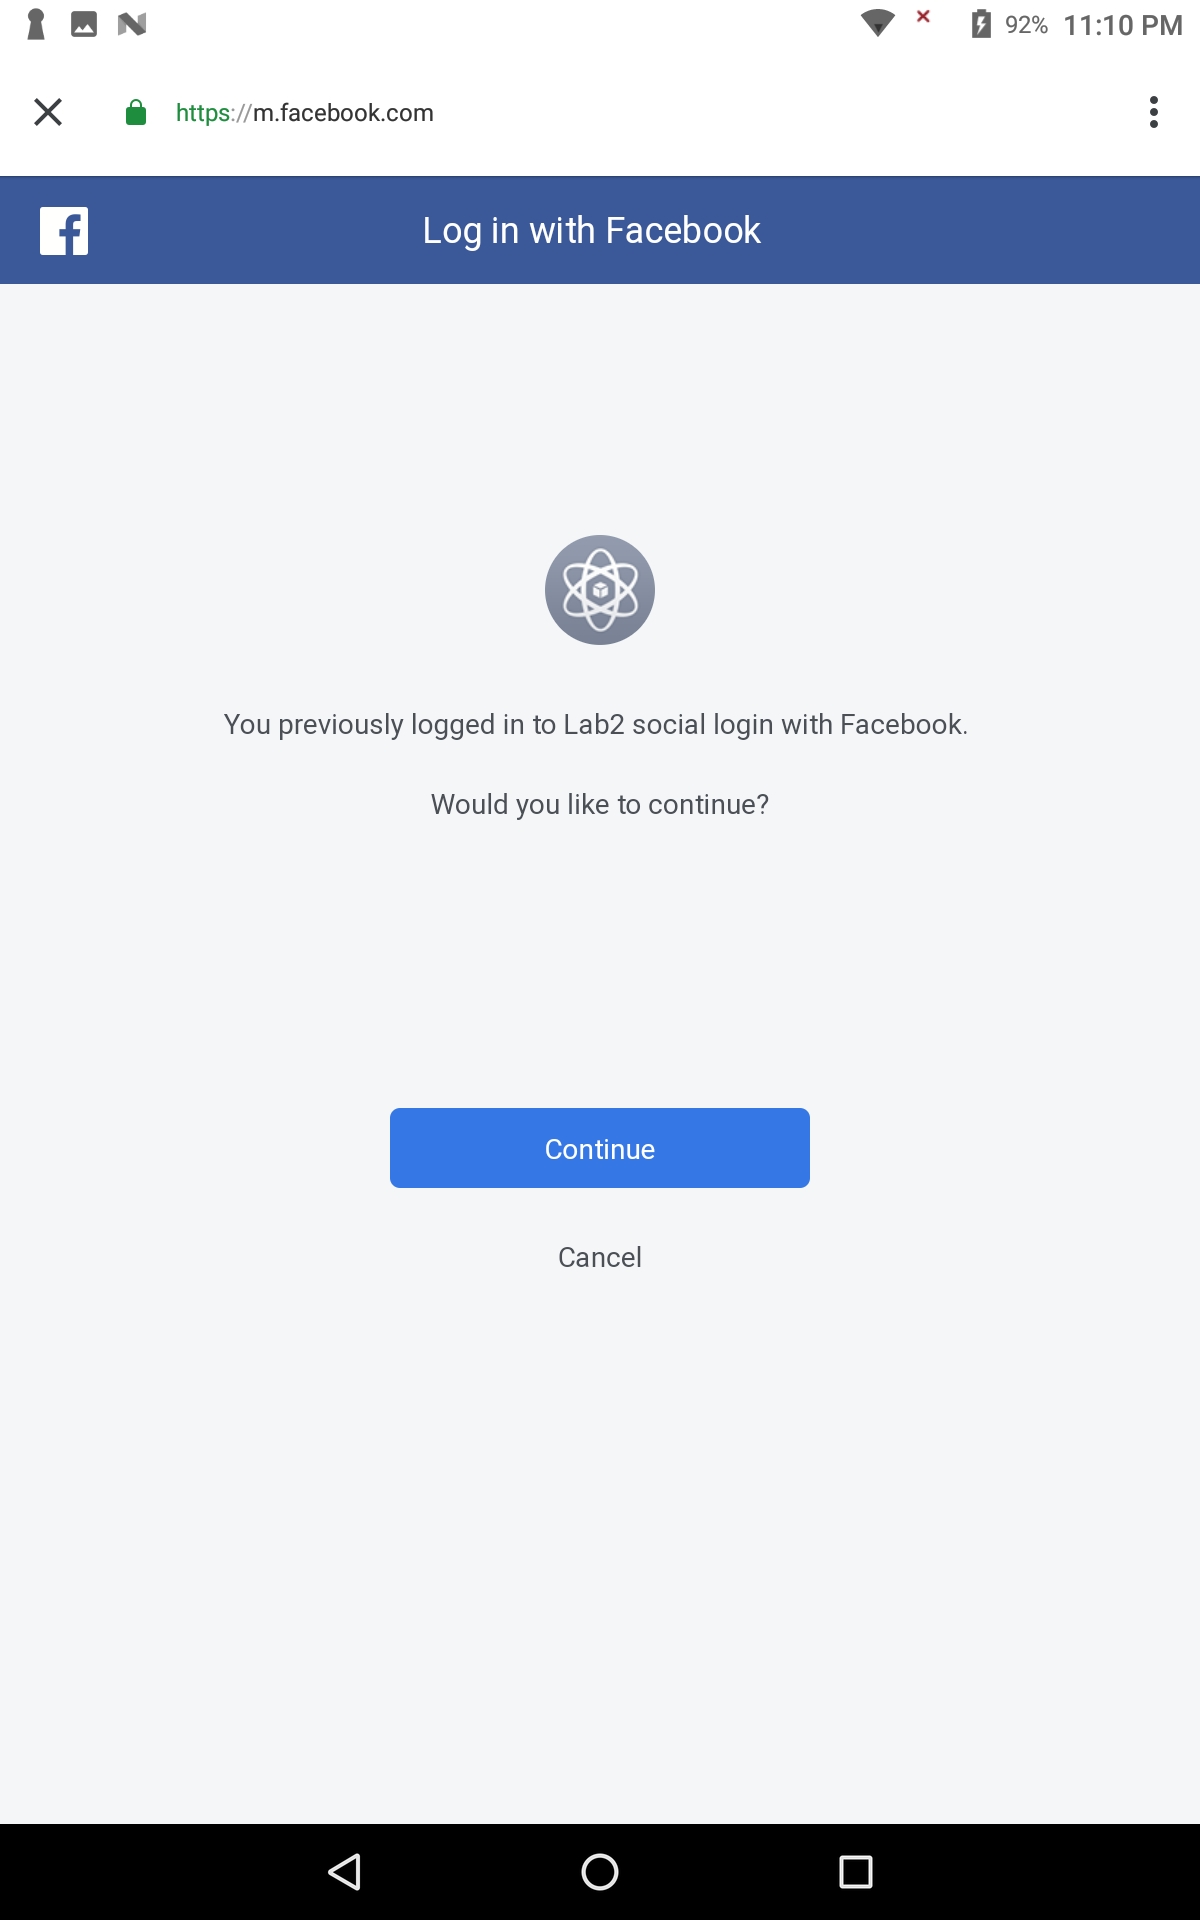 92% 11:10 PM
https://m.facebook.com
Log in with Facebook
You previously logged in to Lab2 social login with Facebook.
Would you like to continue?
Continue
Cancel